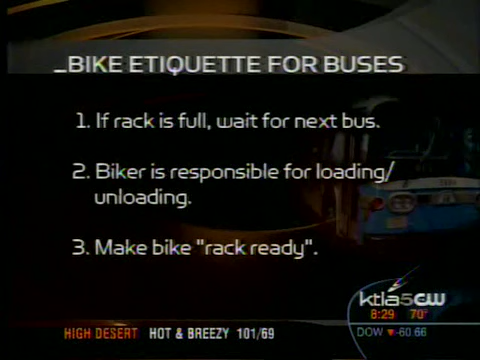 _BIKE ETIQUETTE FOR BUSES
1. If rack is full, wait for next bus.
2. Biker is responsible for loading/
unloading.
3. Make bike "rack ready".
ktla5CW
8:29 70°
HIGH DESERT HOT & BREEZY 101/69
DOW ▼-60.66